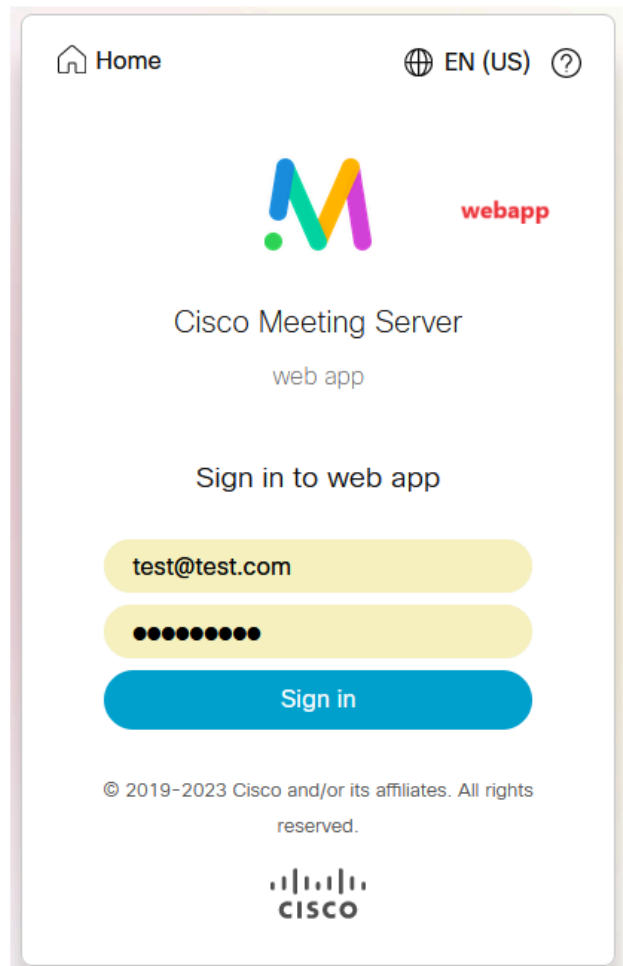 Home EN (US) ?
webapp
Cisco Meeting Server
web app
Sign in to web app
test@test.com
●●●●●●●●●
Sign in
© 2019-2023 Cisco and/or its affiliates. All rights
reserved.
CISCO